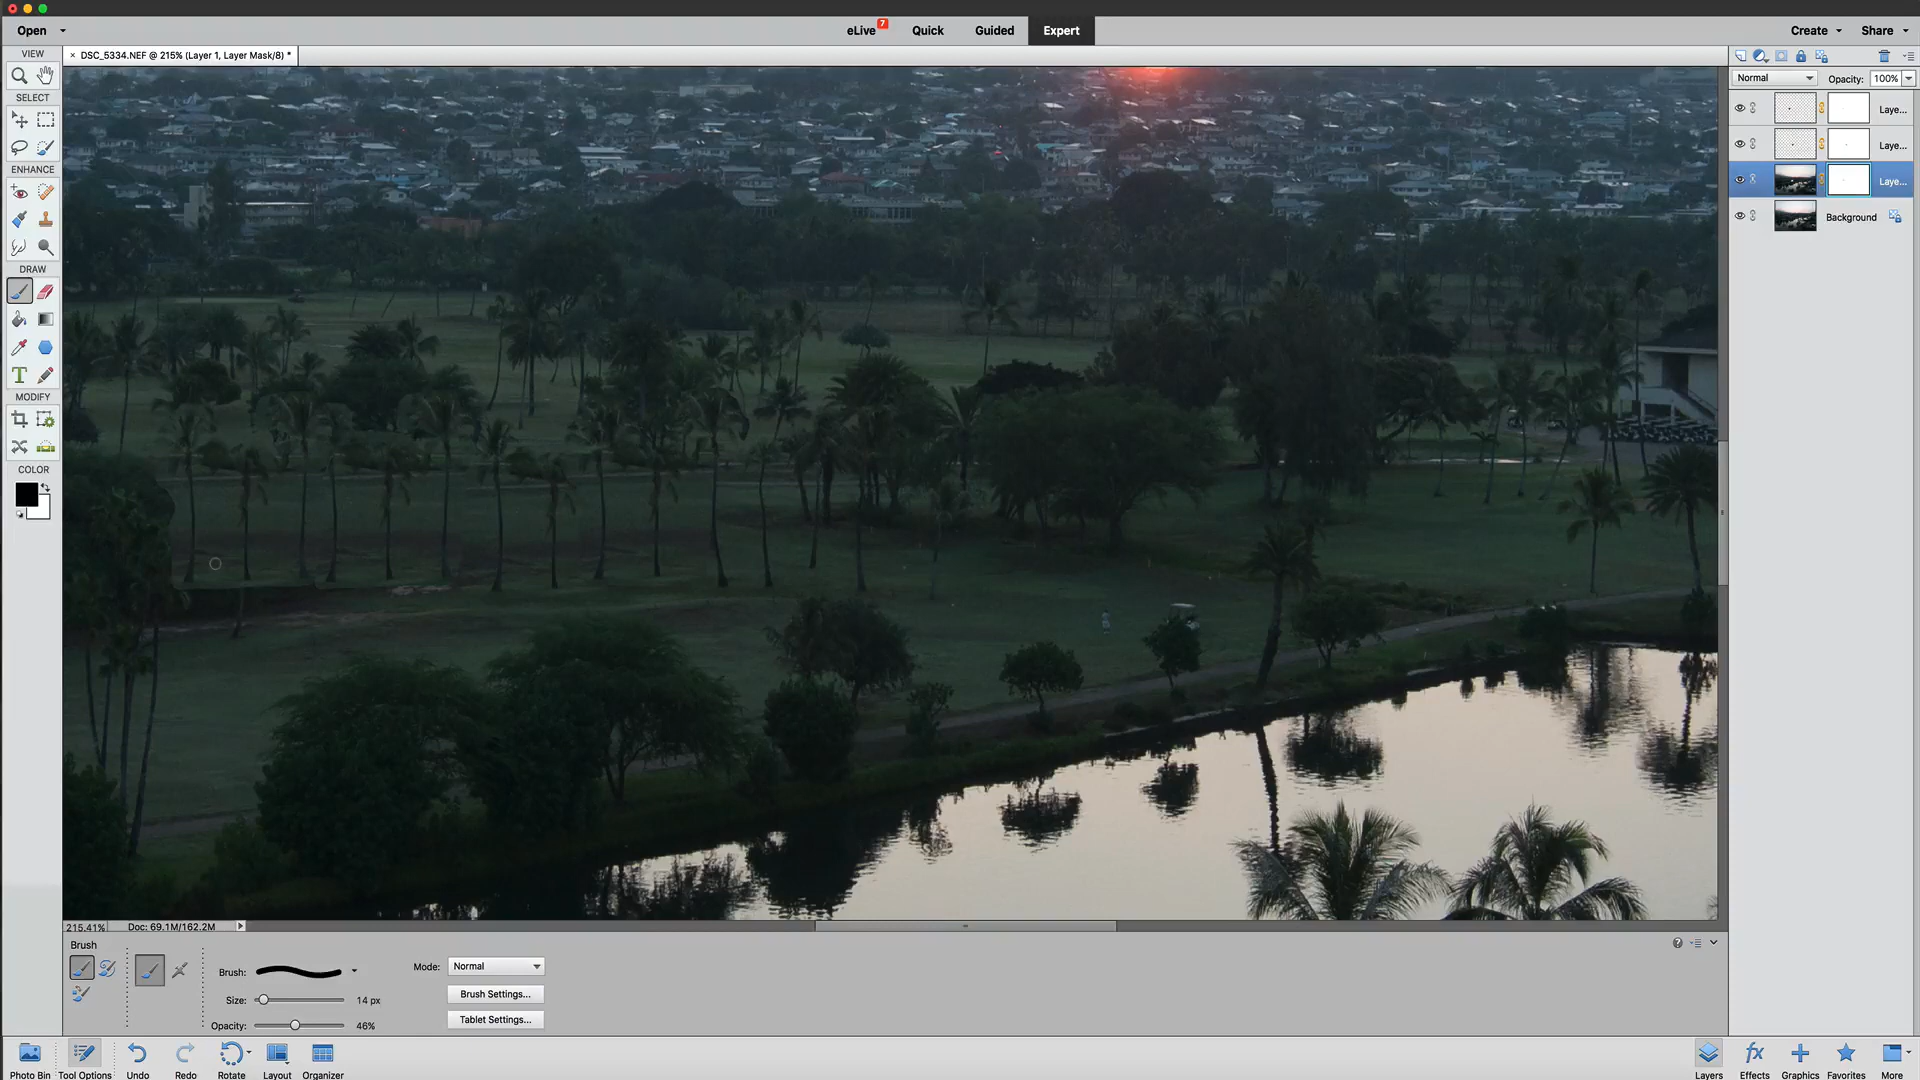 Open
eLive
7
Quick
Guided
Expert
Create
Share
VIEW
× DSC_5334.NEF @ 215% (Layer 1, Layer Mask/8) *
SELECT
ENHANCE
DRAW
MODIFY
COLOR
Normal
Opacity:
100%
Laye...
Laye...
Laye...
Background
215.41%
Doc: 69.1M/162.2M
Brush
Brush:
Size:
14 px
Opacity:
46%
Mode:
Normal
Brush Settings...
Tablet Settings...
Photo Bin
Tool Options
Undo
Redo
Rotate
Layout
Organizer
Layers
fx
Effects
Graphics
Favorites
More